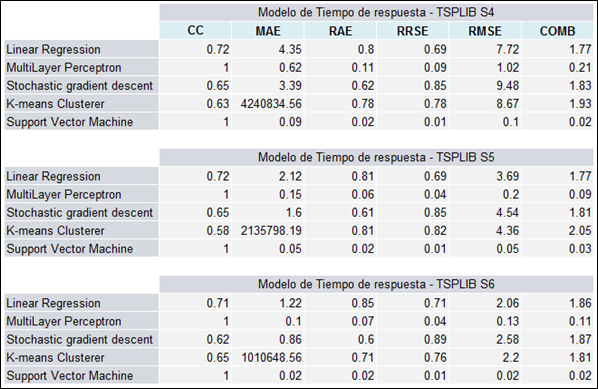 Modelo de Tiempo de respuesta - TSPLIB S4
CC MAE RAE RRSE RMSE COMB
Linear Regression 0.72 4.35 0.8 0.69 7.72 1.77
MultiLayer Perceptron 1 0.62 0.11 0.09 1.02 0.21
Stochastic gradient descent 0.65 3.39 0.62 0.85 9.48 1.83
K-means Clusterer 0.63 4240834.56 0.78 0.78 8.67 1.93
Support Vector Machine 1 0.09 0.02 0.01 0.1 0.02
Modelo de Tiempo de respuesta - TSPLIB S5
Linear Regression 0.72 2.12 0.81 0.69 3.69 1.77
MultiLayer Perceptron 1 0.15 0.06 0.04 0.2 0.09
Stochastic gradient descent 0.65 1.6 0.61 0.85 4.54 1.81
K-means Clusterer 0.58 2135798.19 0.81 0.82 4.36 2.05
Support Vector Machine 1 0.05 0.02 0.01 0.05 0.03
Modelo de Tiempo de respuesta - TSPLIB S6
Linear Regression 0.71 1.22 0.85 0.71 2.06 1.86
MultiLayer Perceptron 1 0.1 0.07 0.04 0.13 0.11
Stochastic gradient descent 0.62 0.86 0.6 0.89 2.58 1.87
K-means Clusterer 0.65 1010648.56 0.71 0.76 2.2 1.81
Support Vector Machine 1 0.02 0.02 0.01 0.02 0.02